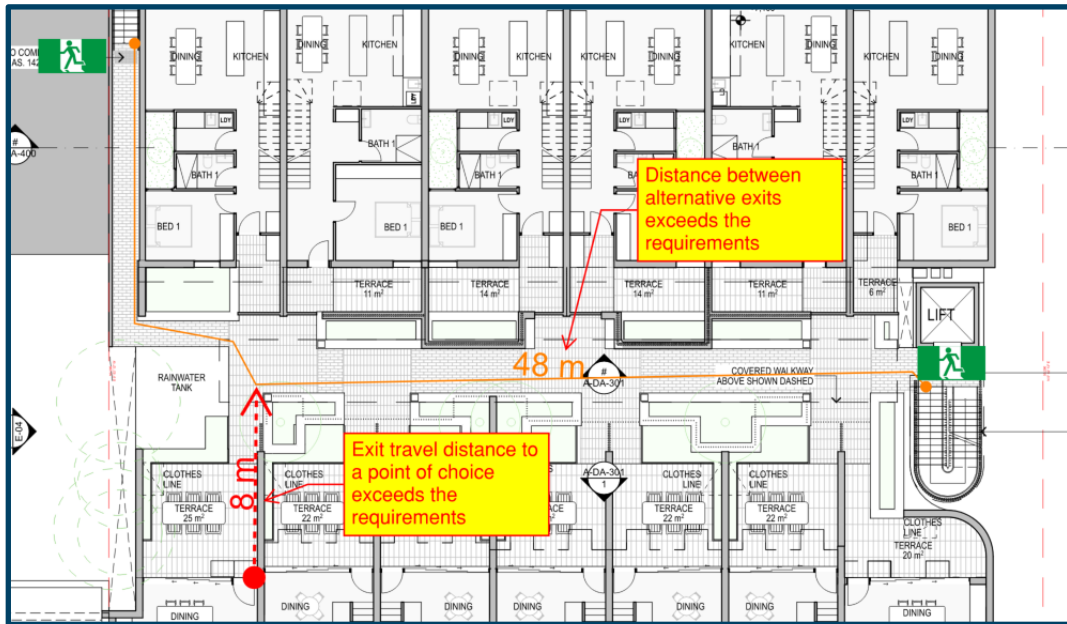 DINING
KITCHEN
DINING
KITCHEN
KITCHEN
DINING
DINING
KITCHEN
KITCHEN
DINING
AS. 142
LDY
LDY
LDY
LDY
BATH 1
BATH 1
BATH 1
BATH 1
BATH 1
#
A-400
Distance between
alternative exits
exceeds the
requirements
BED 1
BED 1
BED 1
BED 1
BED 1
TERRACE
11 m²
TERRACE
14 m²
TERRACE
14 m²
TERRACE
11 m²
TERRACE
6 m²
LIFT
48 m
#
A-DA-301
COVERED WALKWAY
ABOVE SHOWN DASHED
RAINWATER
TANK
E-04
8 m
Exit travel distance to
a point of choice
exceeds the
requirements
A-DA-301
1
CLOTHES
LINE
TERRACE
25 m²
CLOTHES
LINE
TERRACE
22 m²
CLOTHES
LINE
TERRACE
22 m²
CLOTHES
LINE
TERRACE
22 m²
CLOTHES
LINE
TERRACE
20 m²
DINING
DINING
DINING
DINING
DINING
DINING